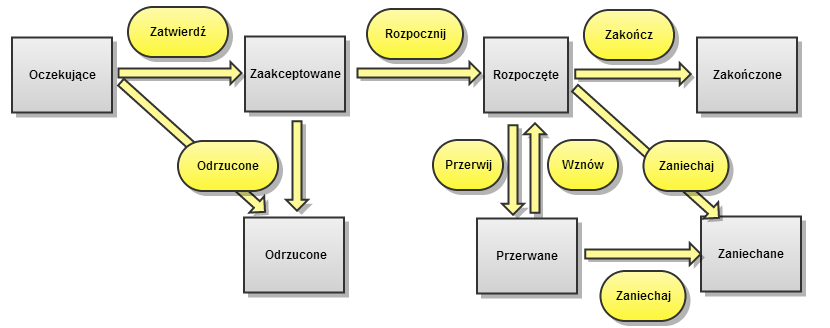 Zatwierdź
Rozpocznij
Zakończ
Oczekujące
Zaakceptowane
Rozpoczęte
Zakończone
Odrzucone
Przerwij
Wznów
Zaniechaj
Odrzucone
Przerwane
Zaniechane
Zaniechaj